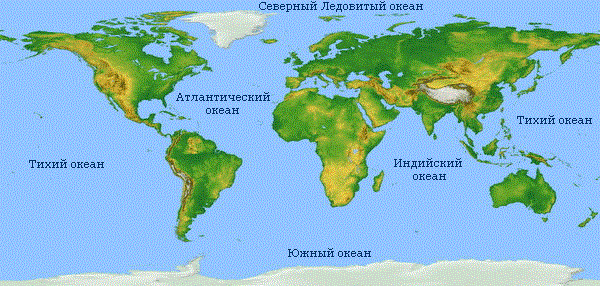 Северный Ледовитый океан
Атлантический
океан
Тихий океан
Тихий океан
Индийский
океан
Южный океан